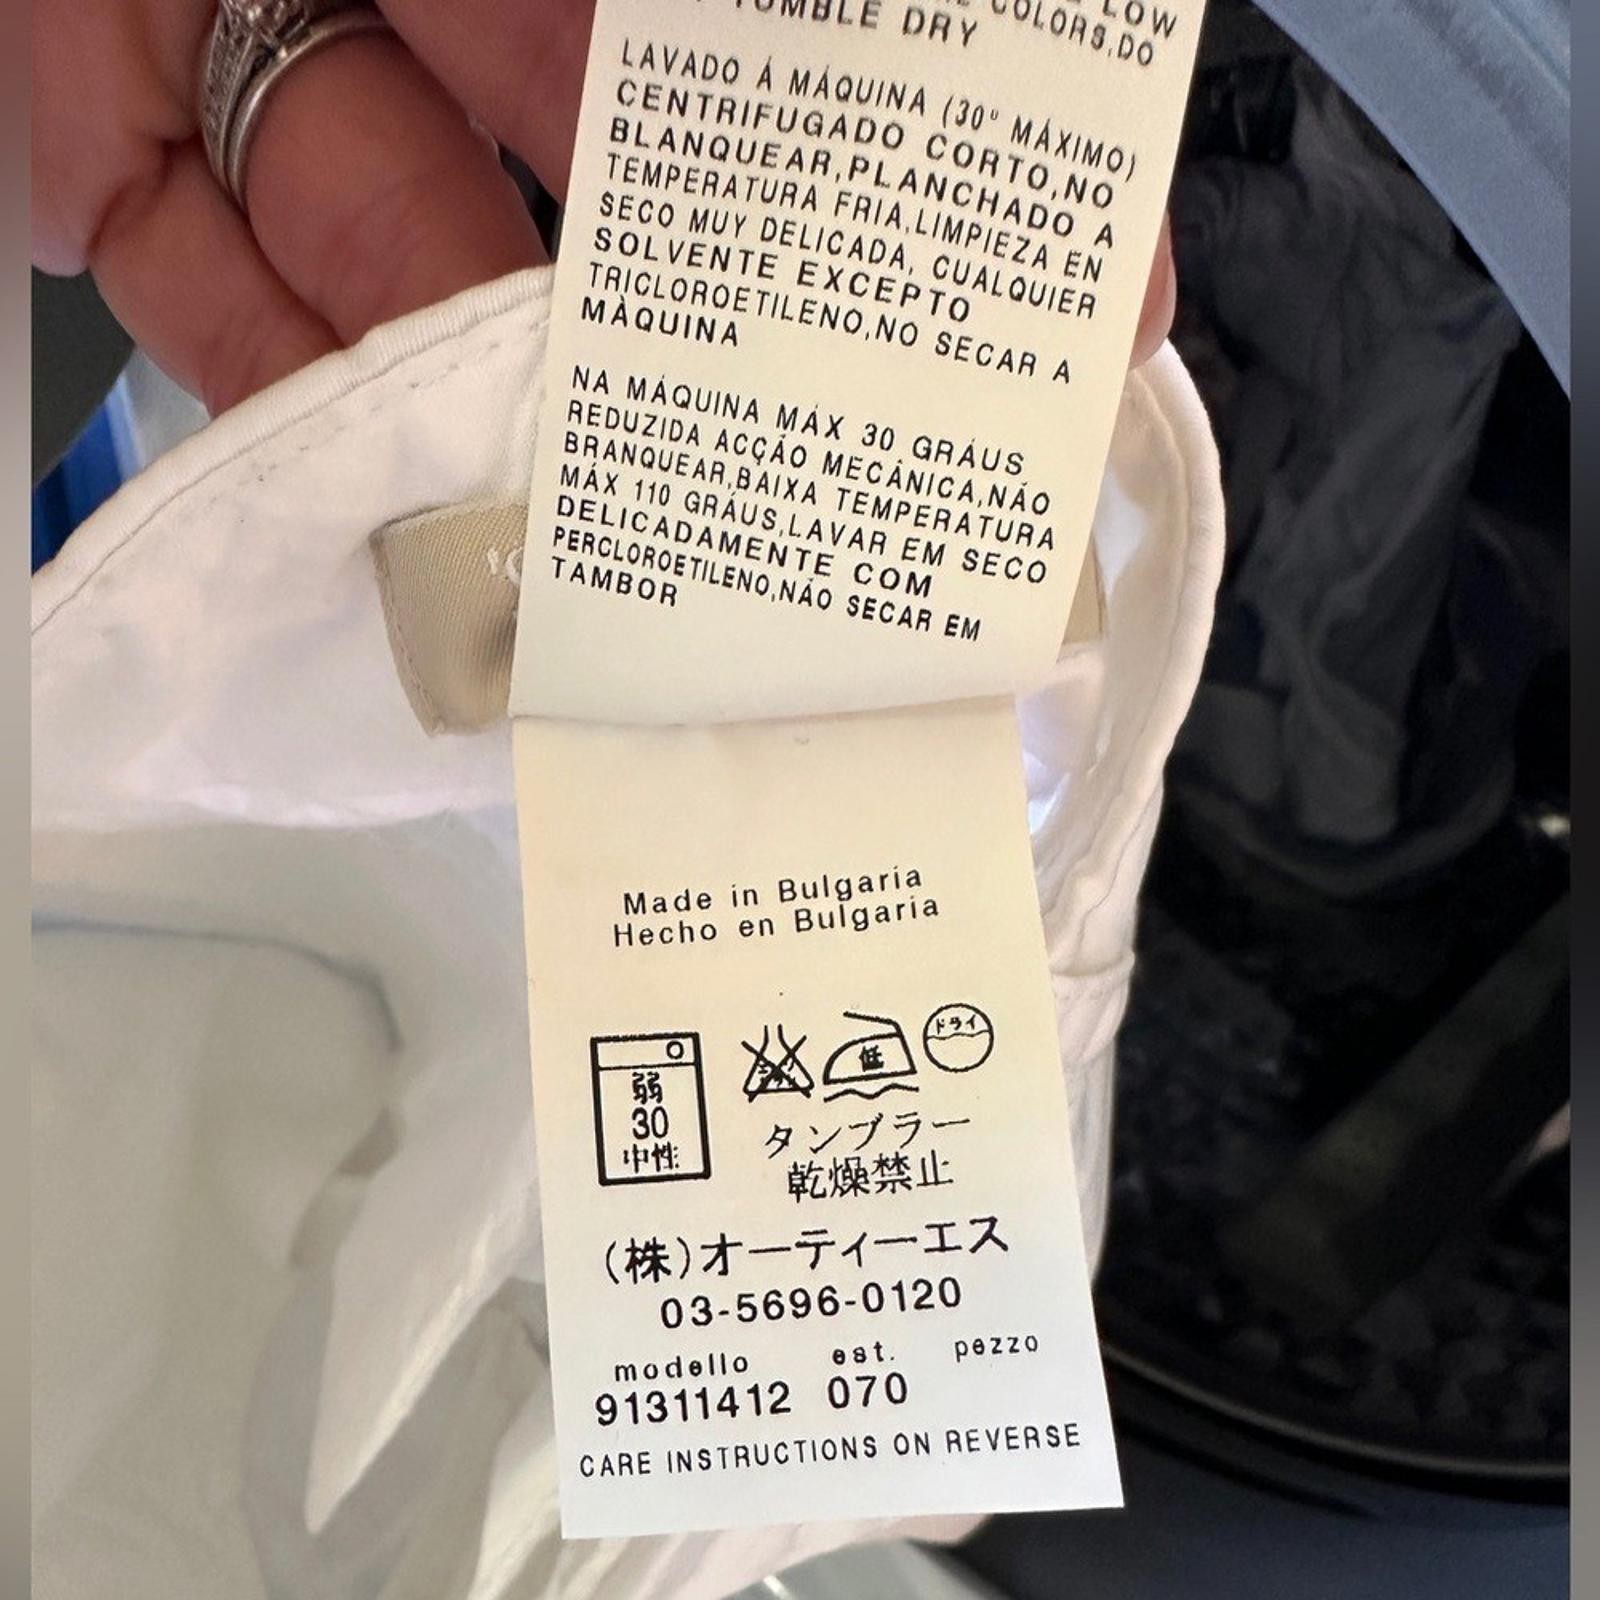 LOW
COLORS,DO
TUMBLE DRY
LAVADO Á MÁQUINA (30º MÁXIMO)
CENTRIFUGADO CORTO,NO
BLANQUEAR,PLANCHADO A
TEMPERATURA FRIA,LIMPIEZA EN
SECO MUY DELICADA, CUALQUIER
SOLVENTE EXCEPTO
TRICLOROETILENO,NO SECAR A
MÀQUINA
NA MÁQUINA MÁX 30 GRÁUS
REDUZIDA ACÇÃO MECÂNICA,NÃO
BRANQUEAR,BAIXA TEMPERATURA
MÁX 110 GRÁUS,LAVAR EM SECO
DELICADAMENTE COM
PERCLOROETILENO,NÃO SECAR EM
TAMBOR
Made in Bulgaria
Hecho en Bulgaria
弱
30
中性
低
ドライ
タンブラー
乾燥禁止
(株)オーティーエス
03-5696-0120
modello est. pezzo
91311412 070
CARE INSTRUCTIONS ON REVERSE